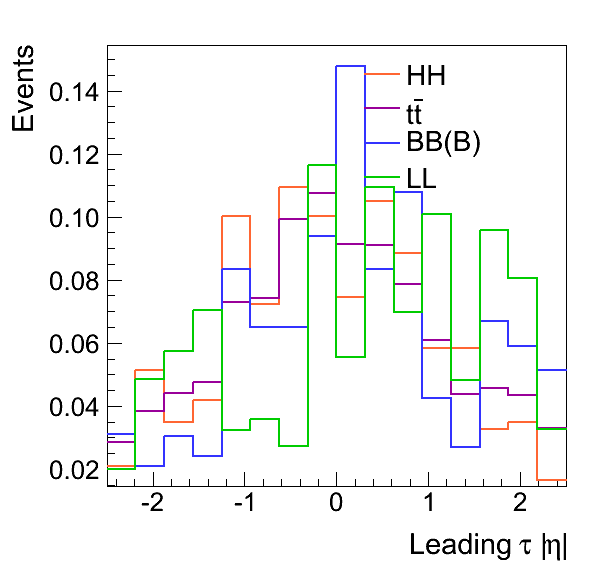 Events
0.14
0.12
0.10
0.08
0.06
0.04
0.02
HH
tt̄
BB(B)
LL
-2 -1 0 1 2
Leading τ |η|